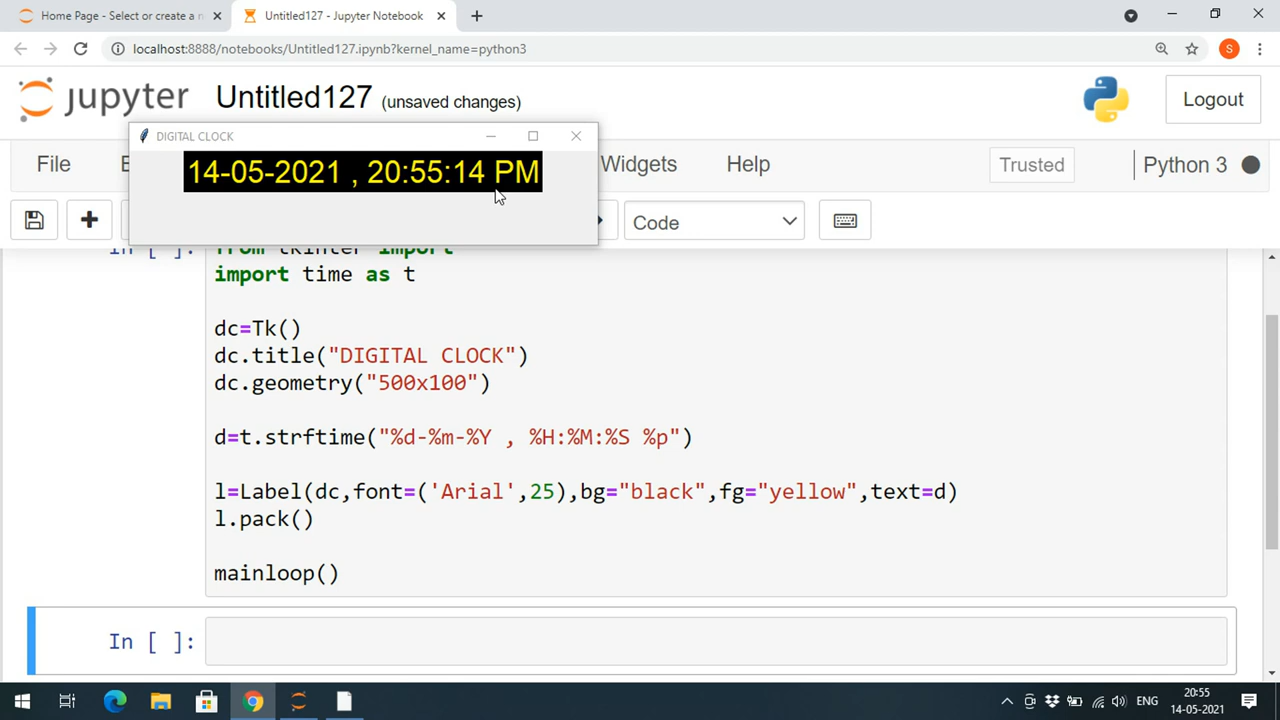 Home Page - Select or create a n
Untitled127 - Jupyter Notebook
localhost:8888/notebooks/Untitled127.ipynb?kernel_name=python3
S
jupyter Untitled127 (unsaved changes)
Logout
DIGITAL CLOCK
14-05-2021 , 20:55:14 PM
File
E
Widgets
Help
Trusted
Python 3
Code
In [ ]:
from tkinter import
import time as t
dc=Tk()
dc.title("DIGITAL CLOCK")
dc.geometry("500x100")
d=t.strftime("%d-%m-%Y , %H:%M:%S %p")
l=Label(dc,font=('Arial',25),bg="black",fg="yellow",text=d)
l.pack()
mainloop()
In [ ]:
ENG
20:55
14-05-2021